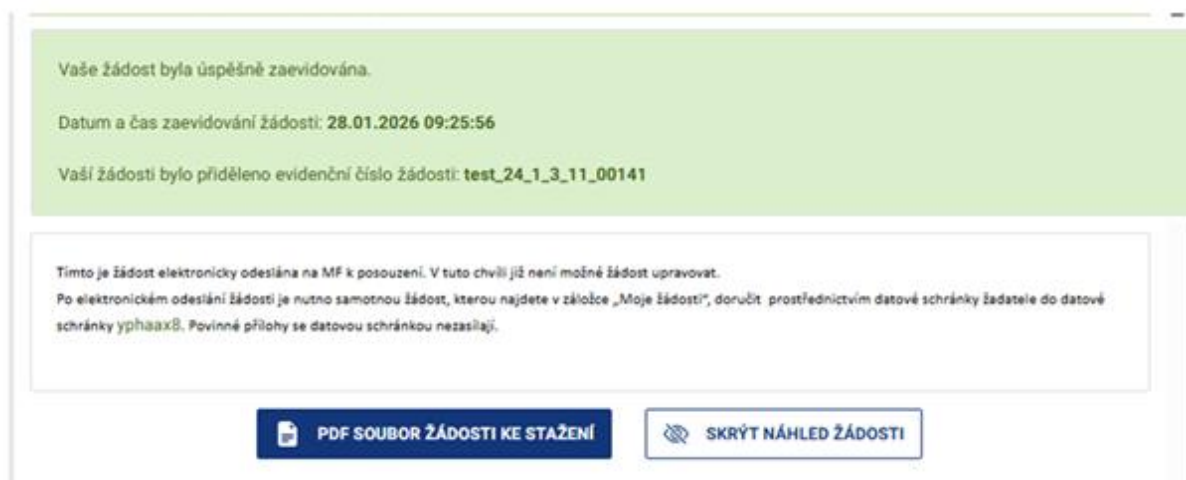 Vaše žádost byla úspěšně zaevidována.
Datum a čas zaevidování žádosti: 28.01.2026 09:25:56
Vaší žádosti bylo přiděleno evidenční číslo žádosti: test_24_1_3_11_00141
Tímto je žádost elektronicky odeslána na MF k posouzení. V tuto chvíli již není možné žádost upravovat.
Po elektronickém odeslání žádosti je nutno samotnou žádost, kterou najdete v záložce „Moje žádosti“, doručit prostřednictvím datové schránky žadatele do datové
schránky yphaax8. Povinné přílohy se datovou schránkou nezasílají.
PDF SOUBOR ŽÁDOSTI KE STAŽENÍ
SKRÝT NÁHLED ŽÁDOSTI